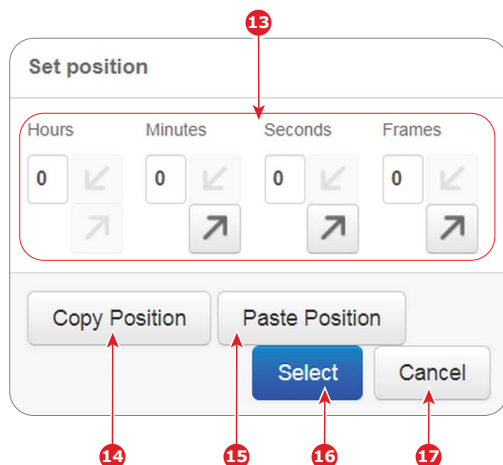 13
Set position
Hours Minutes Seconds Frames
0 0 0 0
Copy Position Paste Position
Select Cancel
14 15 16 17